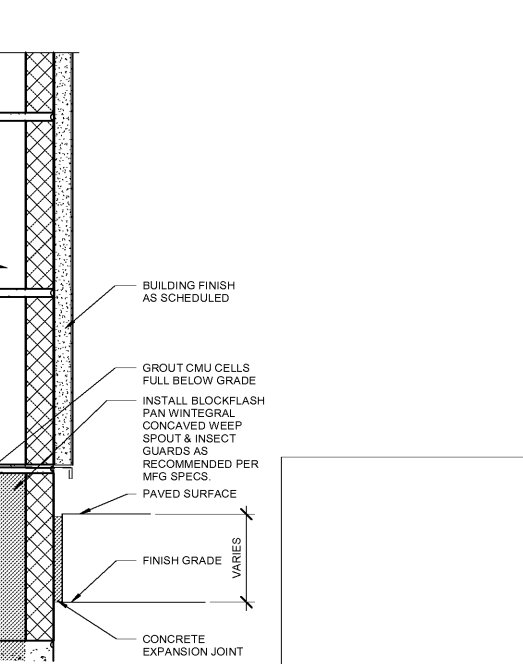 BUILDING FINISH
AS SCHEDULED
GROUT CMU CELLS
FULL BELOW GRADE
INSTALL BLOCKFLASH
PAN WINTEGRAL
CONCAVED WEEP
SPOUT & INSECT
GUARDS AS
RECOMMENDED PER
MFG SPECS.
PAVED SURFACE
FINISH GRADE
VARIES
CONCRETE
EXPANSION JOINT